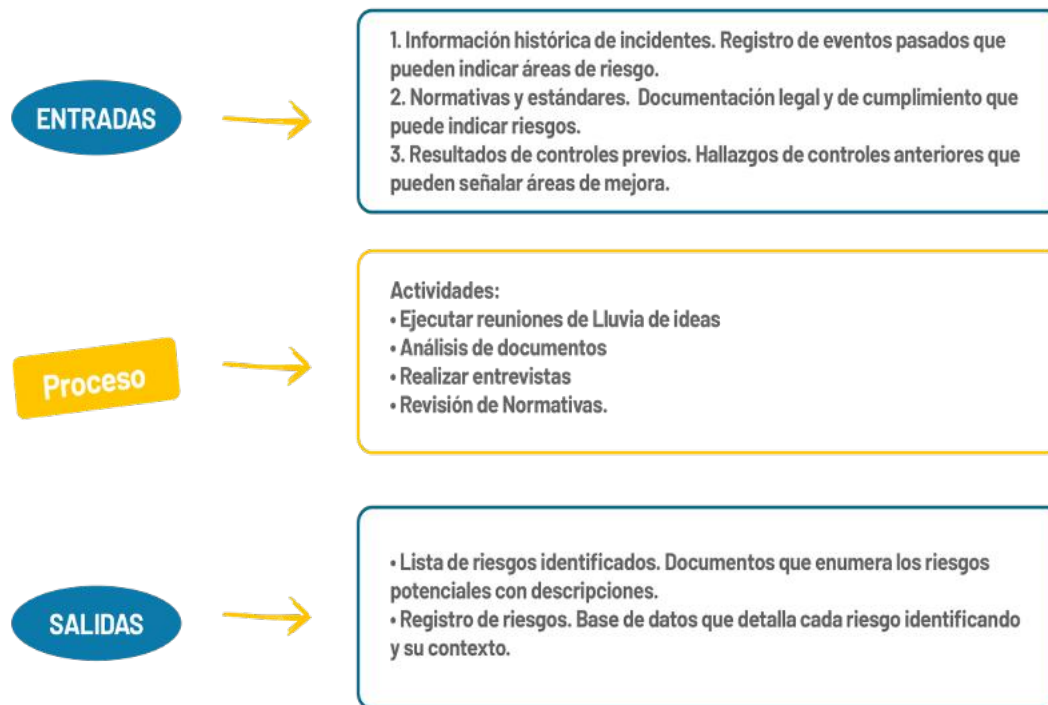 ENTRADAS
1. Información histórica de incidentes. Registro de eventos pasados que
pueden indicar áreas de riesgo.
2. Normativas y estándares. Documentación legal y de cumplimiento que
puede indicar riesgos.
3. Resultados de controles previos. Hallazgos de controles anteriores que
pueden señalar áreas de mejora.
Proceso
Actividades:
• Ejecutar reuniones de Lluvia de ideas
• Análisis de documentos
• Realizar entrevistas
• Revisión de Normativas.
SALIDAS
• Lista de riesgos identificados. Documentos que enumera los riesgos
potenciales con descripciones.
• Registro de riesgos. Base de datos que detalla cada riesgo identificando
y su contexto.